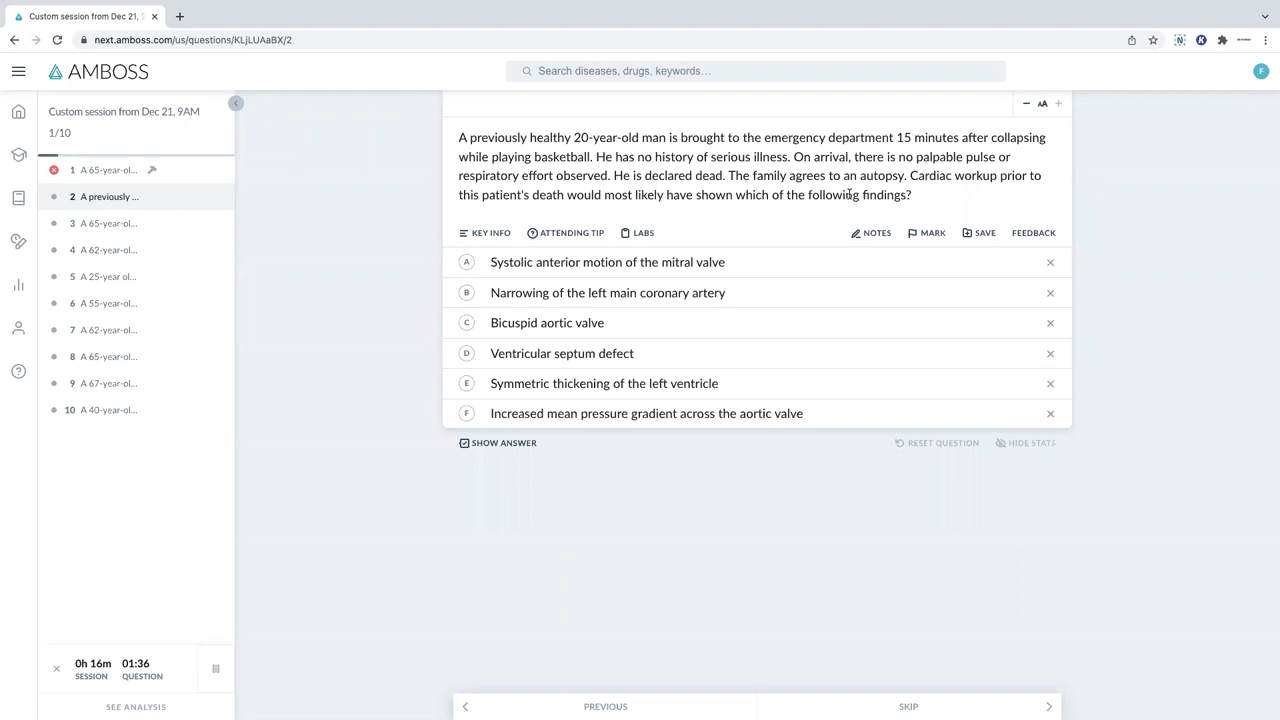 Custom session from Dec 21, 9
next.amboss.com/us/questions/KLjLUAaBX/2
AMBOSS
Search diseases, drugs, keywords…
F
Custom session from Dec 21, 9AM
1/10
1 A 65-year-ol...
2 A previously ...
3 A 65-year-ol...
4 A 62-year-ol...
5 A 25-year ol...
6 A 55-year-ol...
7 A 62-year-ol...
8 A 65-year-ol...
9 A 67-year-ol...
10 A 40-year-ol...
0h 16m 01:36
SESSION QUESTION
SEE ANALYSIS
AA
A previously healthy 20-year-old man is brought to the emergency department 15 minutes after collapsing
while playing basketball. He has no history of serious illness. On arrival, there is no palpable pulse or
respiratory effort observed. He is declared dead. The family agrees to an autopsy. Cardiac workup prior to
this patient's death would most likely have shown which of the following findings?
KEY INFO ATTENDING TIP LABS NOTES MARK SAVE FEEDBACK
A Systolic anterior motion of the mitral valve
B Narrowing of the left main coronary artery
C Bicuspid aortic valve
D Ventricular septum defect
E Symmetric thickening of the left ventricle
F Increased mean pressure gradient across the aortic valve
SHOW ANSWER RESET QUESTION HIDE STATS
PREVIOUS SKIP